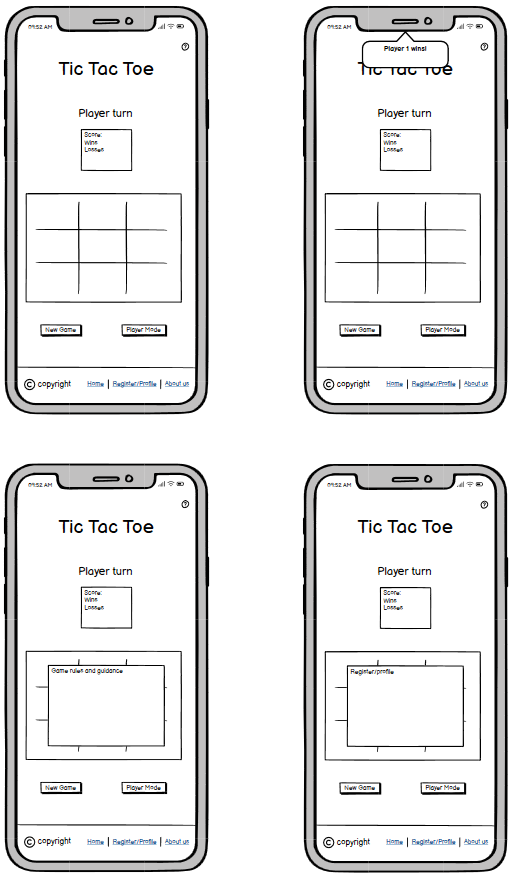 09:52 AM
?
Tic Tac Toe
Player turn
Score:
Wins
Losses
New Game
Player Mode
© copyright
Home | Register/Profile | About us
09:52 AM
Player 1 wins!
?
Tic Tac Toe
Player turn
Score:
Wins
Losses
New Game
Player Mode
© copyright
Home | Register/Profile | About us
09:52 AM
?
Tic Tac Toe
Player turn
Score:
Wins
Losses
Game rules and guidance
New Game
Player Mode
© copyright
Home | Register/Profile | About us
09:52 AM
?
Tic Tac Toe
Player turn
Score:
Wins
Losses
Register/profile
New Game
Player Mode
© copyright
Home | Register/Profile | About us